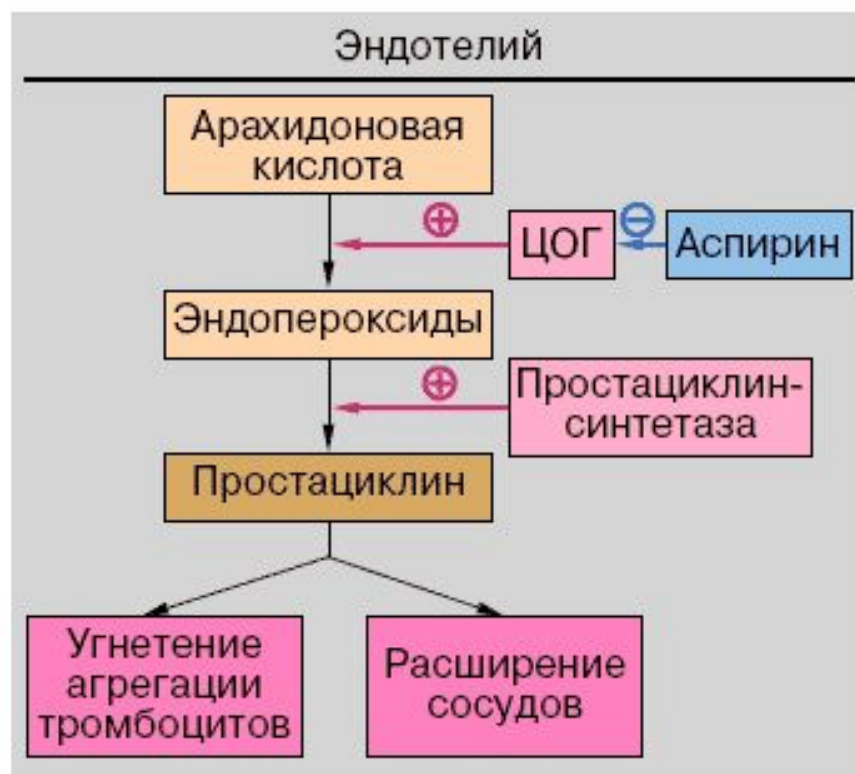 Эндотелий
Арахидоновая
кислота
⊕
ЦОГ
⊖
Аспирин
Эндопероксиды
⊕
Простациклин-
синтетаза
Простациклин
Угнетение
агрегации
тромбоцитов
Расширение
сосудов